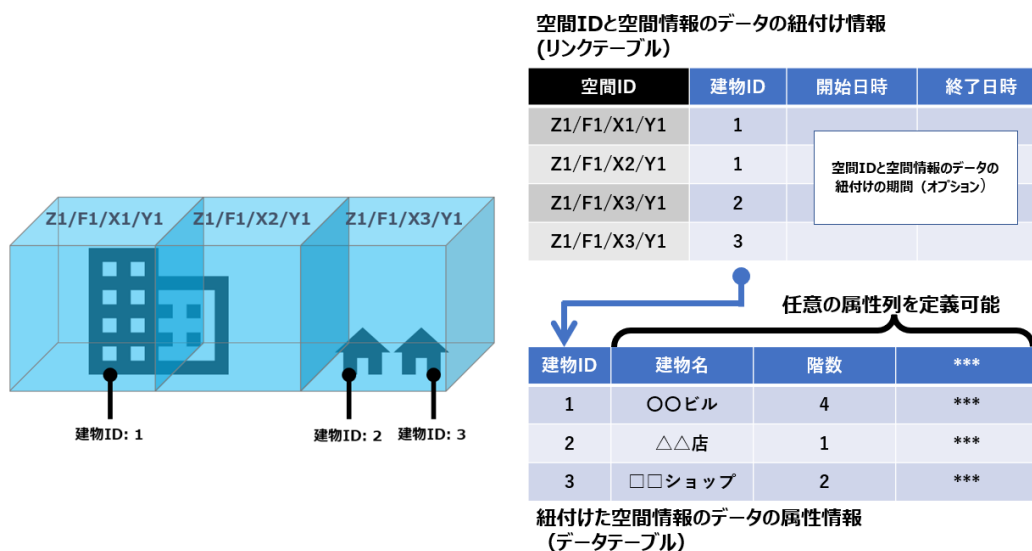 空間IDと空間情報のデータの紐付け情報
(リンクテーブル)
空間ID 建物ID 開始日時 終了日時
Z1/F1/X1/Y1 1
Z1/F1/X2/Y1 1
Z1/F1/X3/Y1 2
Z1/F1/X3/Y1 3
空間IDと空間情報のデータの
紐付けの期間（オプション）
Z1/F1/X1/Y1 Z1/F1/X2/Y1 Z1/F1/X3/Y1
建物ID: 1 建物ID: 2 建物ID: 3
任意の属性列を定義可能
建物ID 建物名 階数 ***
1 〇〇ビル 4 ***
2 △△店 1 ***
3 □□ショップ 2 ***
紐付けた空間情報のデータの属性情報
（データテーブル）